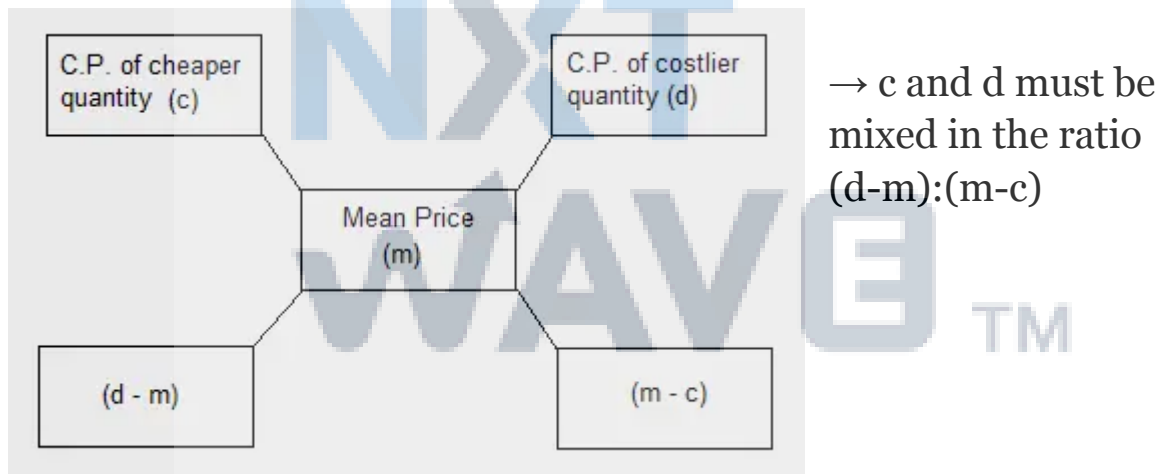 C.P. of cheaper
quantity (c)
C.P. of costlier
quantity (d)
→ c and d must be
mixed in the ratio
(d-m):(m-c)
Mean Price
(m)
(d - m)
(m - c)
NXT
WAVE TM